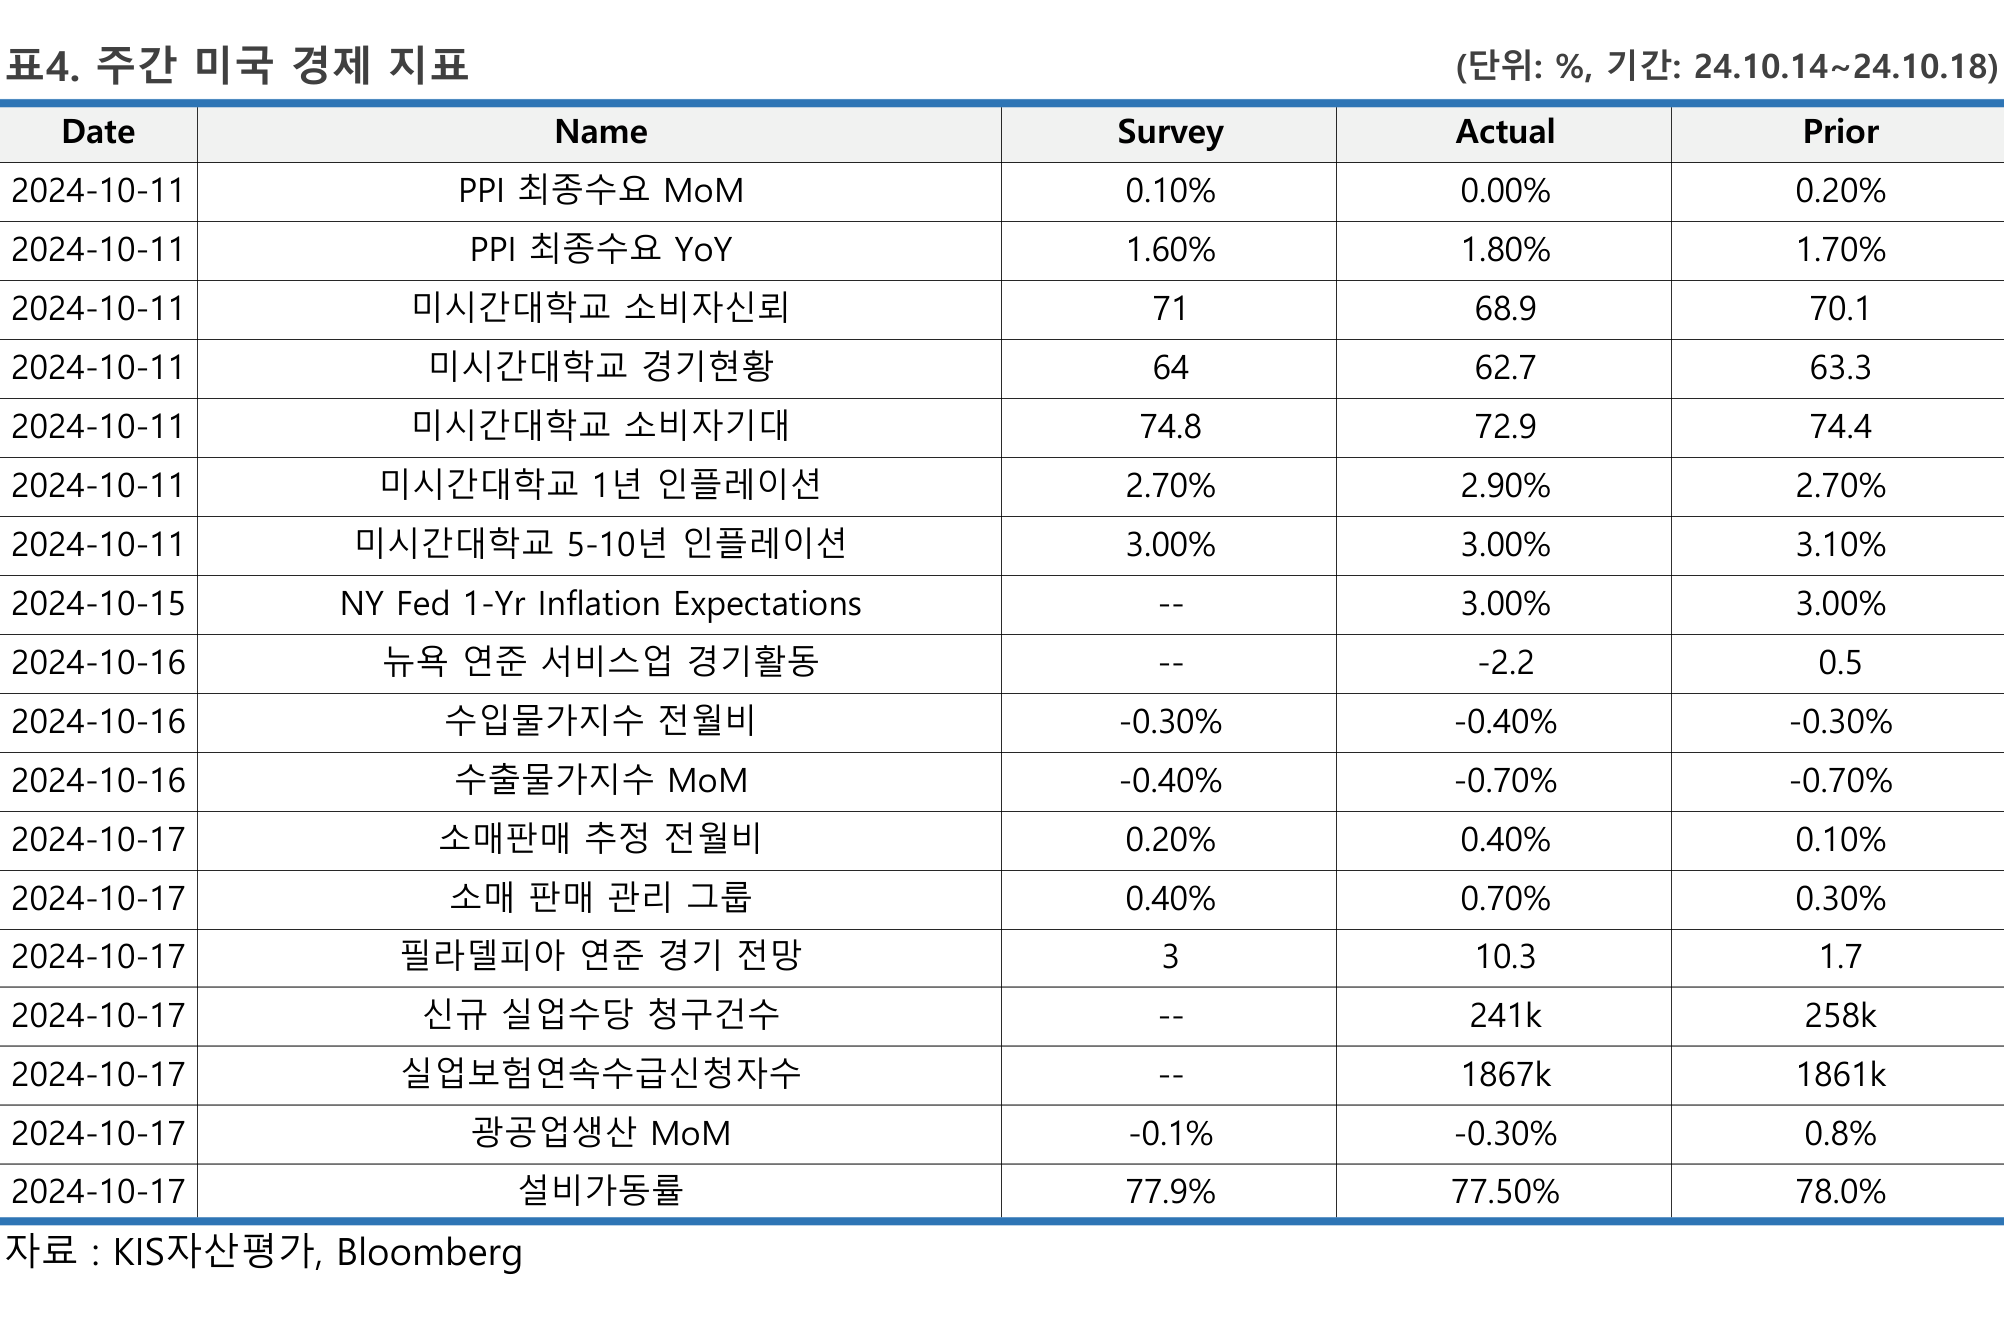 표4. 주간 미국 경제 지표 (단위: %, 기간: 24.10.14~24.10.18)
Date Name Survey Actual Prior
2024-10-11 PPI 최종수요 MoM 0.10% 0.00% 0.20%
2024-10-11 PPI 최종수요 YoY 1.60% 1.80% 1.70%
2024-10-11 미시간대학교 소비자신뢰 71 68.9 70.1
2024-10-11 미시간대학교 경기현황 64 62.7 63.3
2024-10-11 미시간대학교 소비자기대 74.8 72.9 74.4
2024-10-11 미시간대학교 1년 인플레이션 2.70% 2.90% 2.70%
2024-10-11 미시간대학교 5-10년 인플레이션 3.00% 3.00% 3.10%
2024-10-15 NY Fed 1-Yr Inflation Expectations -- 3.00% 3.00%
2024-10-16 뉴욕 연준 서비스업 경기활동 -- -2.2 0.5
2024-10-16 수입물가지수 전월비 -0.30% -0.40% -0.30%
2024-10-16 수출물가지수 MoM -0.40% -0.70% -0.70%
2024-10-17 소매판매 추정 전월비 0.20% 0.40% 0.10%
2024-10-17 소매 판매 관리 그룹 0.40% 0.70% 0.30%
2024-10-17 필라델피아 연준 경기 전망 3 10.3 1.7
2024-10-17 신규 실업수당 청구건수 -- 241k 258k
2024-10-17 실업보험연속수급신청자수 -- 1867k 1861k
2024-10-17 광공업생산 MoM -0.1% -0.30% 0.8%
2024-10-17 설비가동률 77.9% 77.50% 78.0%
자료 : KIS자산평가, Bloomberg